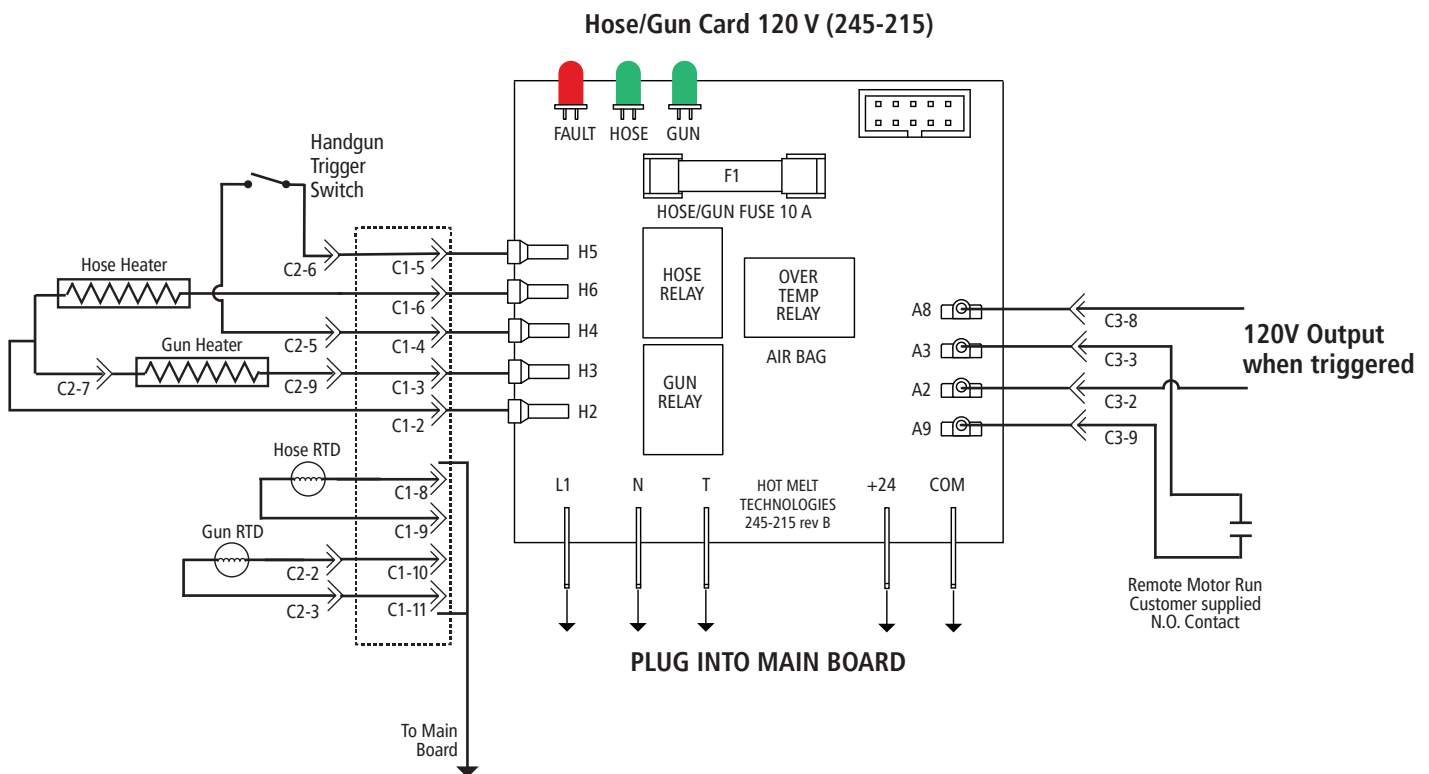 Hose/Gun Card 120 V (245-215)
FAULT
HOSE
GUN
F1
HOSE/GUN FUSE 10 A
Handgun
Trigger
Switch
C2-6
C1-5
H5
Hose Heater
C1-6
H6
C2-5
C1-4
H4
Gun Heater
C2-7
C2-9
C1-3
H3
C1-2
H2
HOSE
RELAY
OVER
TEMP
RELAY
AIR BAG
GUN
RELAY
A8
C3-8
A3
C3-3
A2
C3-2
A9
C3-9
120V Output
when triggered
Hose RTD
C1-8
C1-9
Gun RTD
C2-2
C1-10
C2-3
C1-11
L1
N
T
HOT MELT
TECHNOLOGIES
245-215 rev B
+24
COM
Remote Motor Run
Customer supplied
N.O. Contact
PLUG INTO MAIN BOARD
To Main
Board